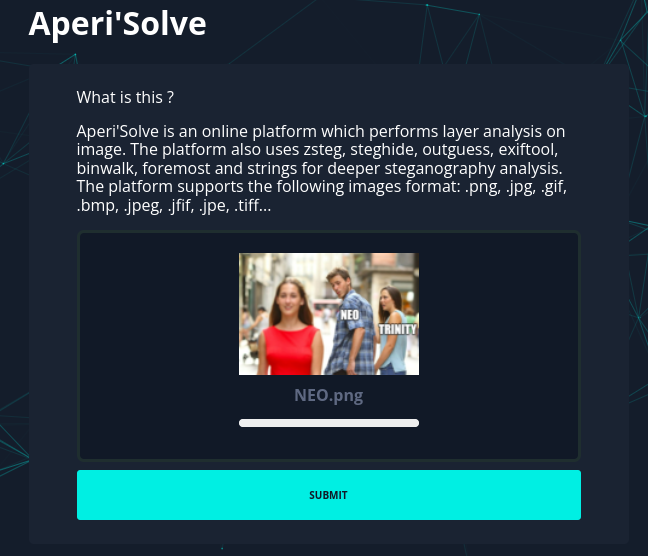 Aperi'Solve
What is this ?
Aperi'Solve is an online platform which performs layer analysis on
image. The platform also uses zsteg, steghide, outguess, exiftool,
binwalk, foremost and strings for deeper steganography analysis.
The platform supports the following images format: .png, .jpg, .gif,
.bmp, .jpeg, .jfif, .jpe, .tiff...
NEO
TRINITY
NEO.png
SUBMIT